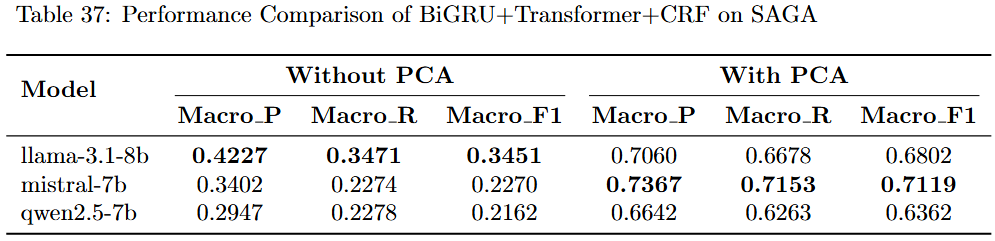 Table 37: Performance Comparison of BiGRU+Transformer+CRF on SAGA
Model Without PCA With PCA
Macro_P Macro_R Macro_F1 Macro_P Macro_R Macro_F1
llama-3.1-8b 0.4227 0.3471 0.3451 0.7060 0.6678 0.6802
mistral-7b 0.3402 0.2274 0.2270 0.7367 0.7153 0.7119
qwen2.5-7b 0.2947 0.2278 0.2162 0.6642 0.6263 0.6362